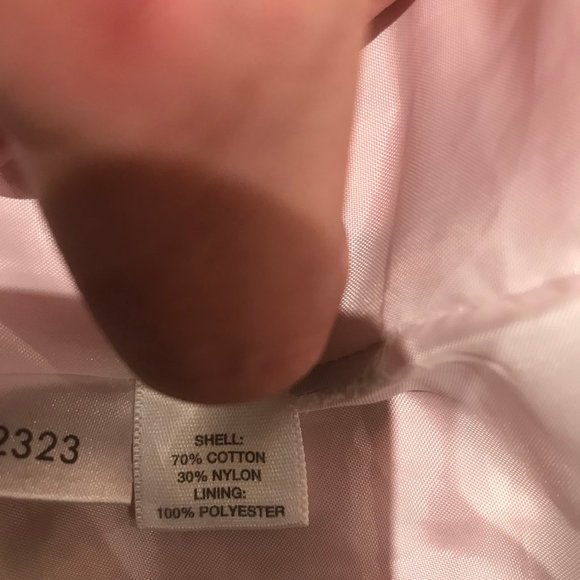 2323
SHELL:
70% COTTON
30% NYLON
LINING:
100% POLYESTER